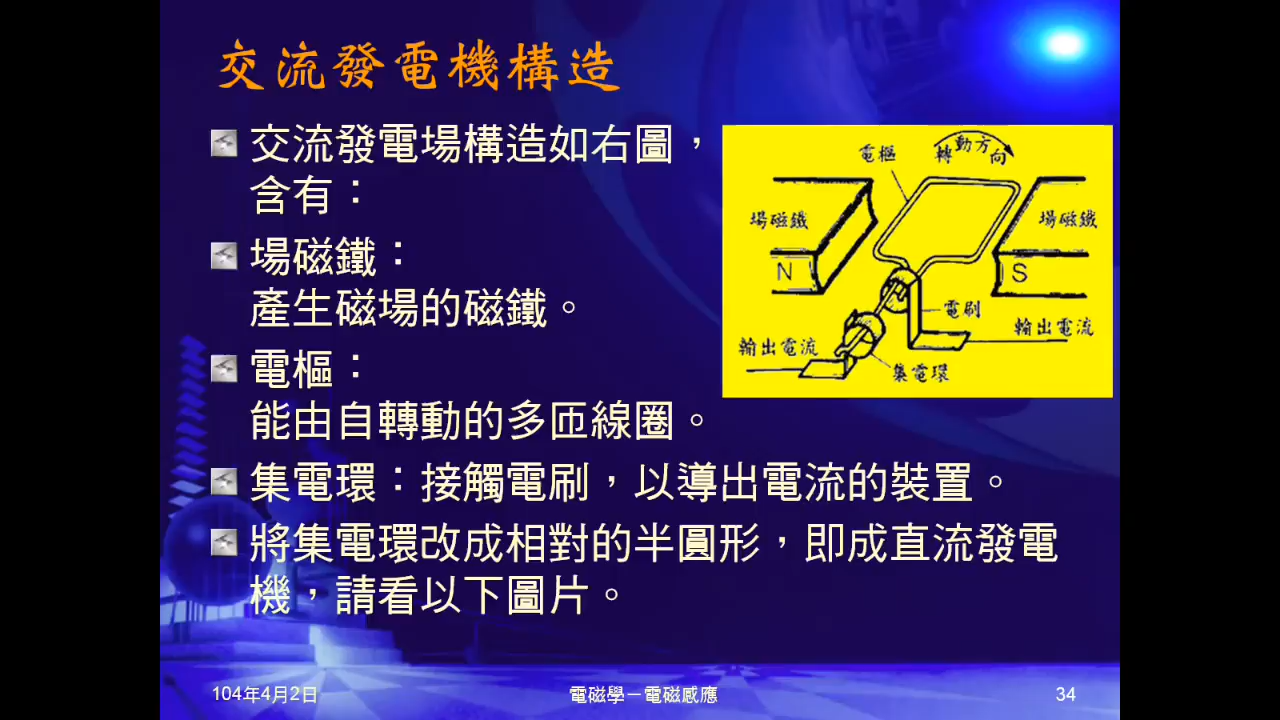 交流發電機構造
交流發電場構造如右圖，
含有：
場磁鐵：
產生磁場的磁鐵。
電樞：
能由自轉動的多匝線圈。
集電環：接觸電刷，以導出電流的裝置。
將集電環改成相對的半圓形，即成直流發電
機，請看以下圖片。
電樞
轉動方向
場磁鐵
場磁鐵
N
S
電刷
輸出電流
輸出電流
集電環
104年4月2日
電磁學－電磁感應
34